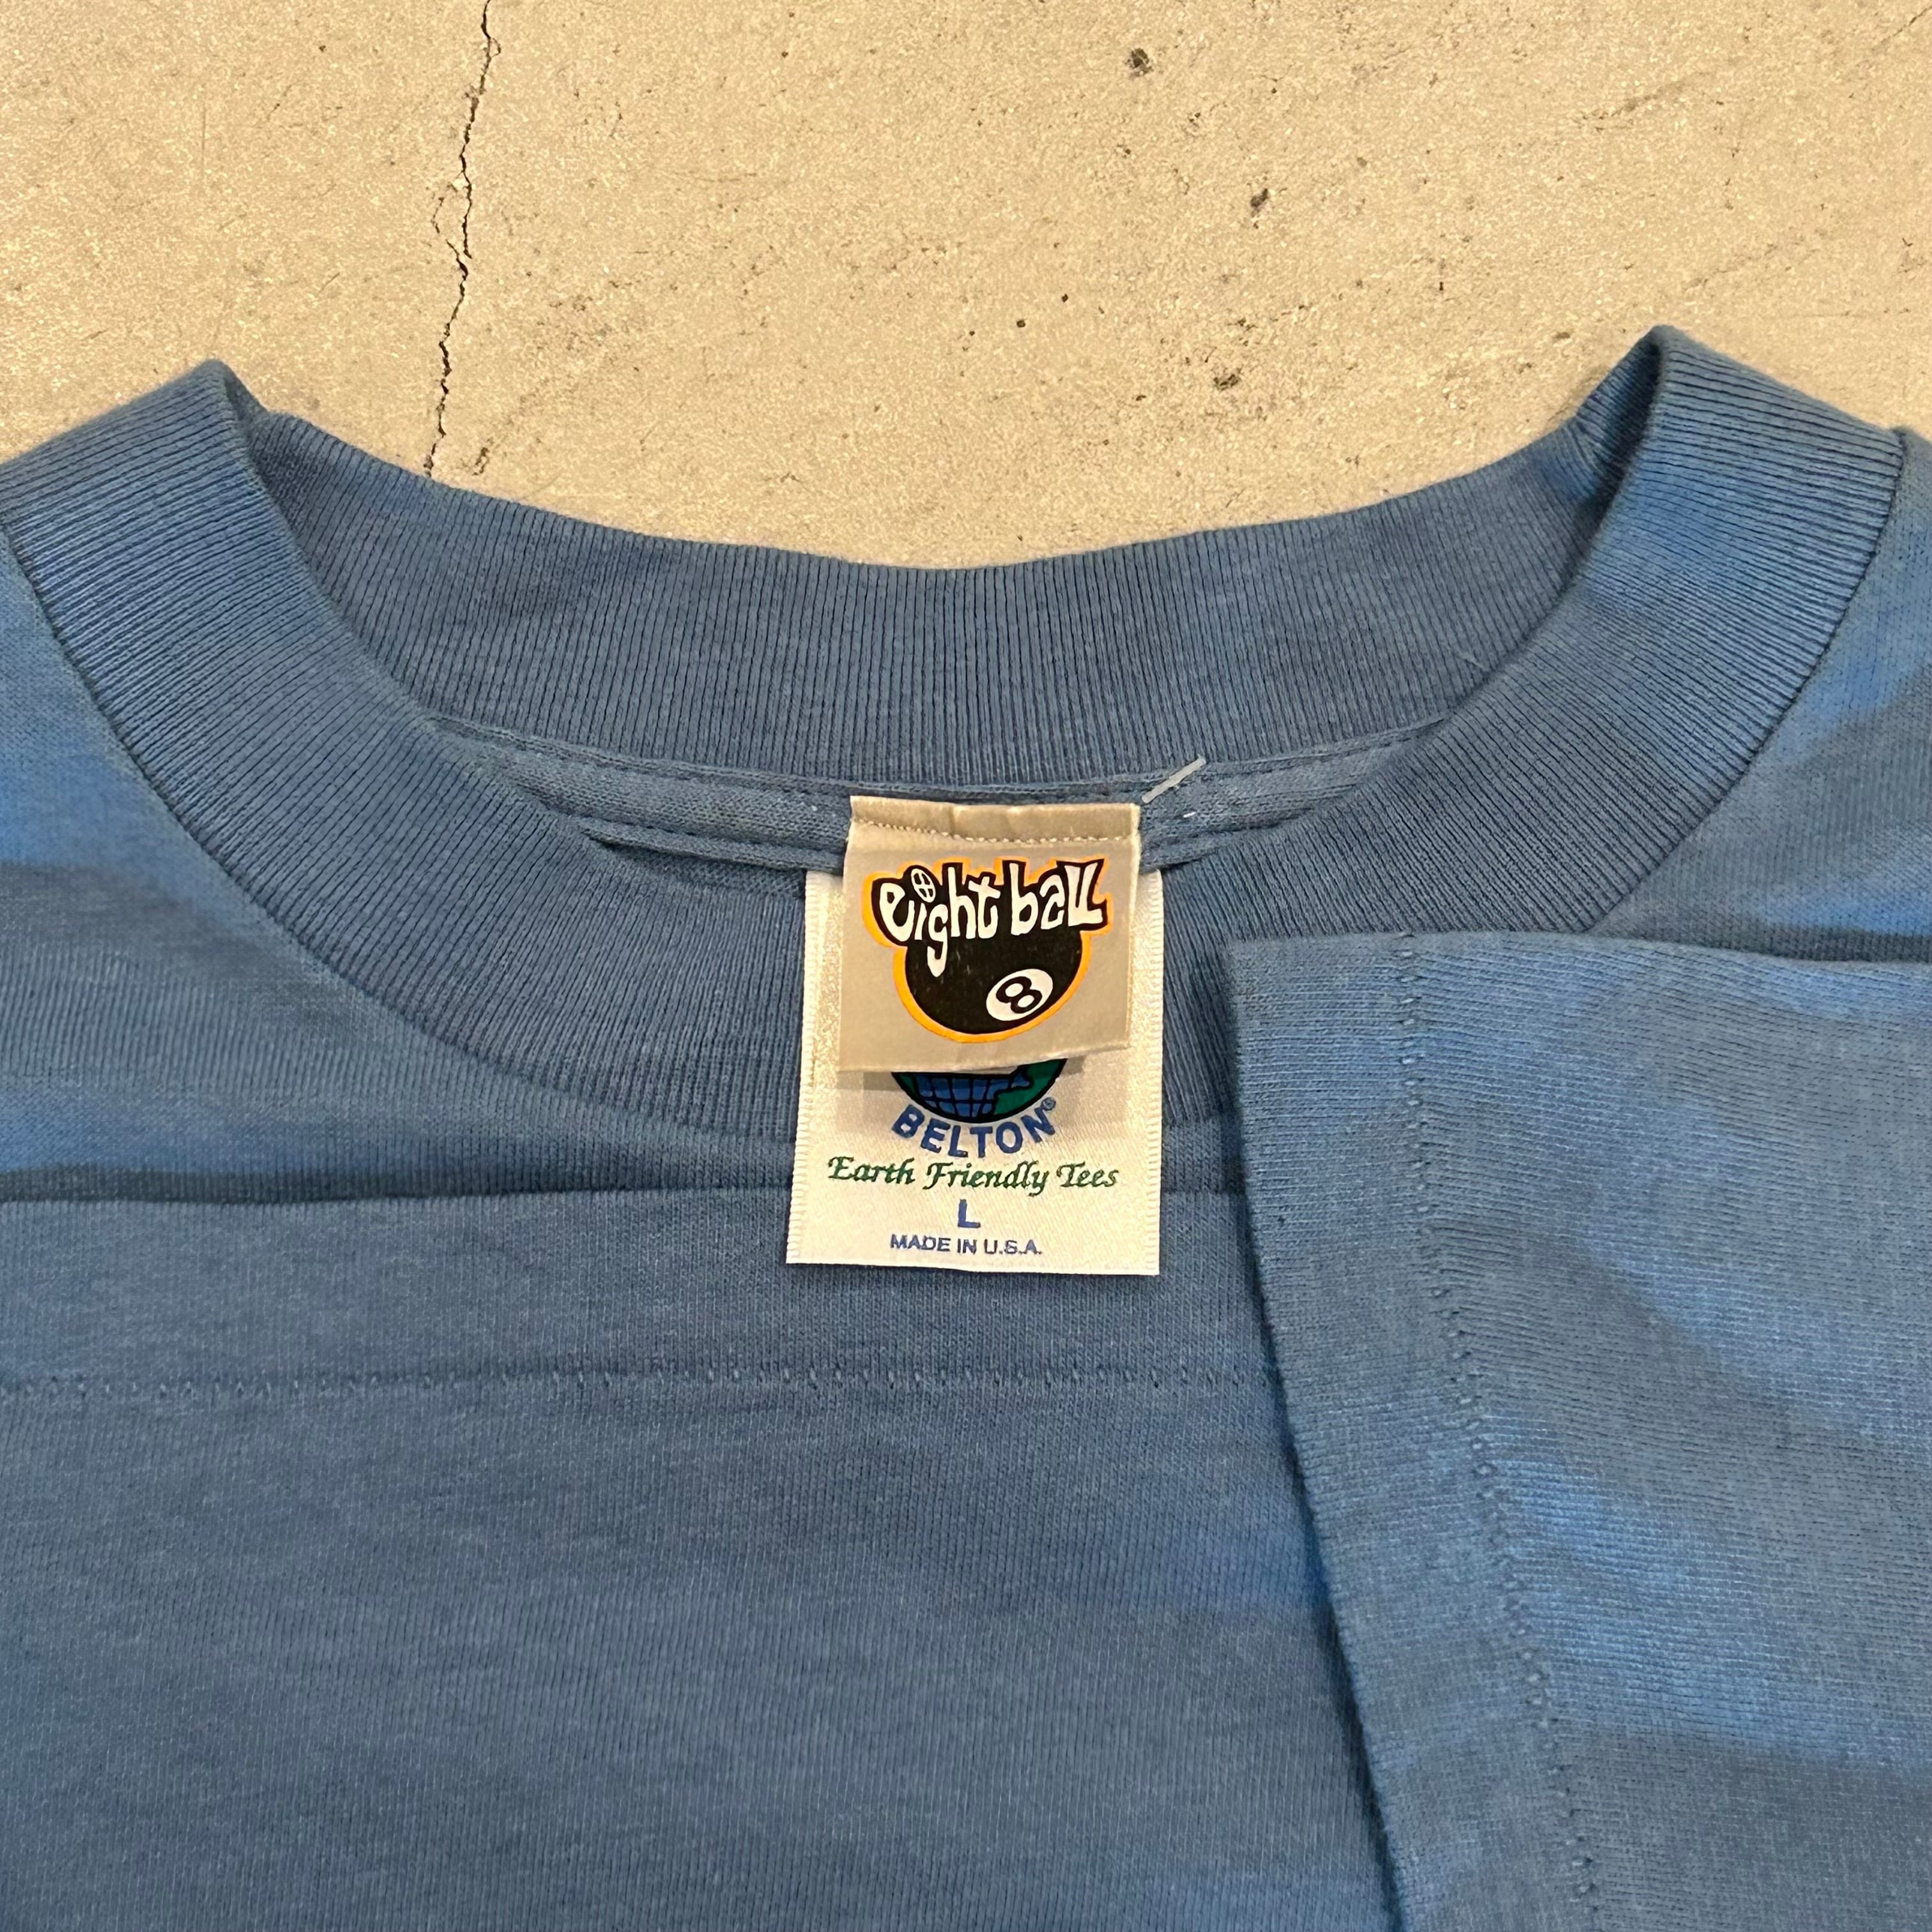 eight ball
8
BELTON®
Earth Friendly Tees
L
MADE IN U.S.A.